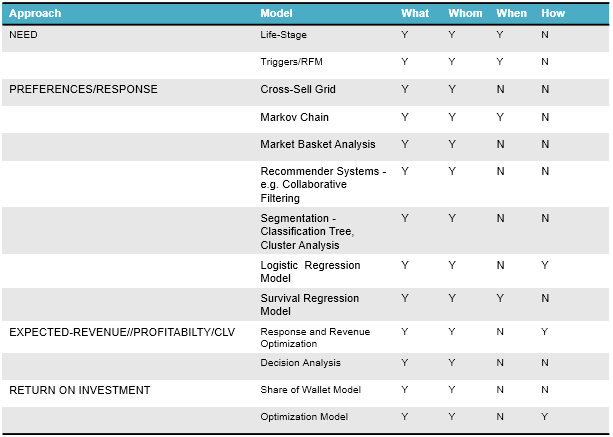 Approach Model What Whom When How
NEED Life-Stage Y Y Y N
Triggers/RFM Y Y Y N
PREFERENCES/RESPONSE Cross-Sell Grid Y Y N N
Markov Chain Y Y Y N
Market Basket Analysis Y Y N N
Recommender Systems - Y Y N N
e.g. Collaborative
Filtering
Segmentation - Y Y N N
Classification Tree,
Cluster Analysis
Logistic Regression Y Y N Y
Model
Survival Regression Y Y Y N
Model
EXPECTED-REVENUE//PROFITABILTY/CLV Response and Revenue Y Y N Y
Optimization
Decision Analysis Y Y N N
RETURN ON INVESTMENT Share of Wallet Model Y Y N N
Optimization Model Y Y N Y